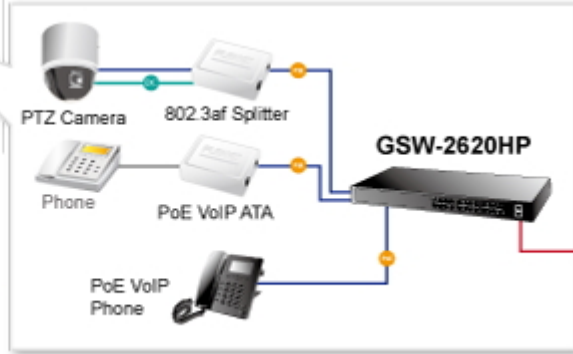 PTZ Camera
802.3af Splitter
GSW-2620HP
Phone
PoE VoIP ATA
PoE VoIP
Phone